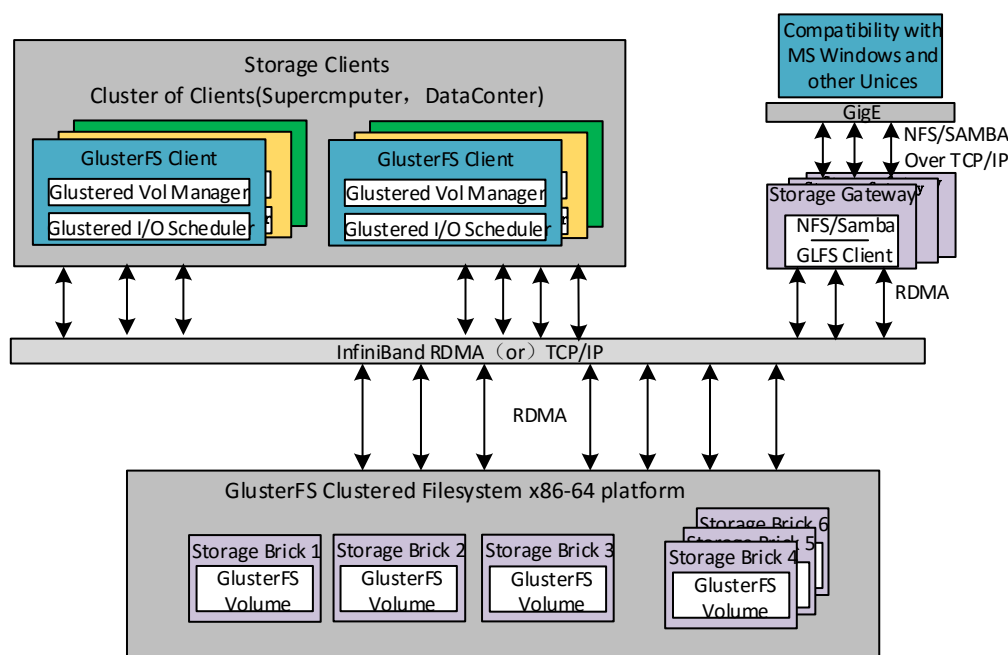 Storage Clients
Cluster of Clients(Supercmputer，DataConter)
GlusterFS Client
Glustered Vol Manager
Glustered I/O Scheduler
GlusterFS Client
Glustered Vol Manager
Glustered I/O Scheduler
Compatibility with
MS Windows and
other Unices
GigE
NFS/SAMBA
Over TCP/IP
Storage Gateway
NFS/Samba
GLFS Client
RDMA
InfiniBand RDMA（or）TCP/IP
RDMA
GlusterFS Clustered Filesystem x86-64 platform
Storage Brick 1
GlusterFS
Volume
Storage Brick 2
GlusterFS
Volume
Storage Brick 3
GlusterFS
Volume
Storage Brick 6
Storage Brick 5
Storage Brick 4
GlusterFS
Volume